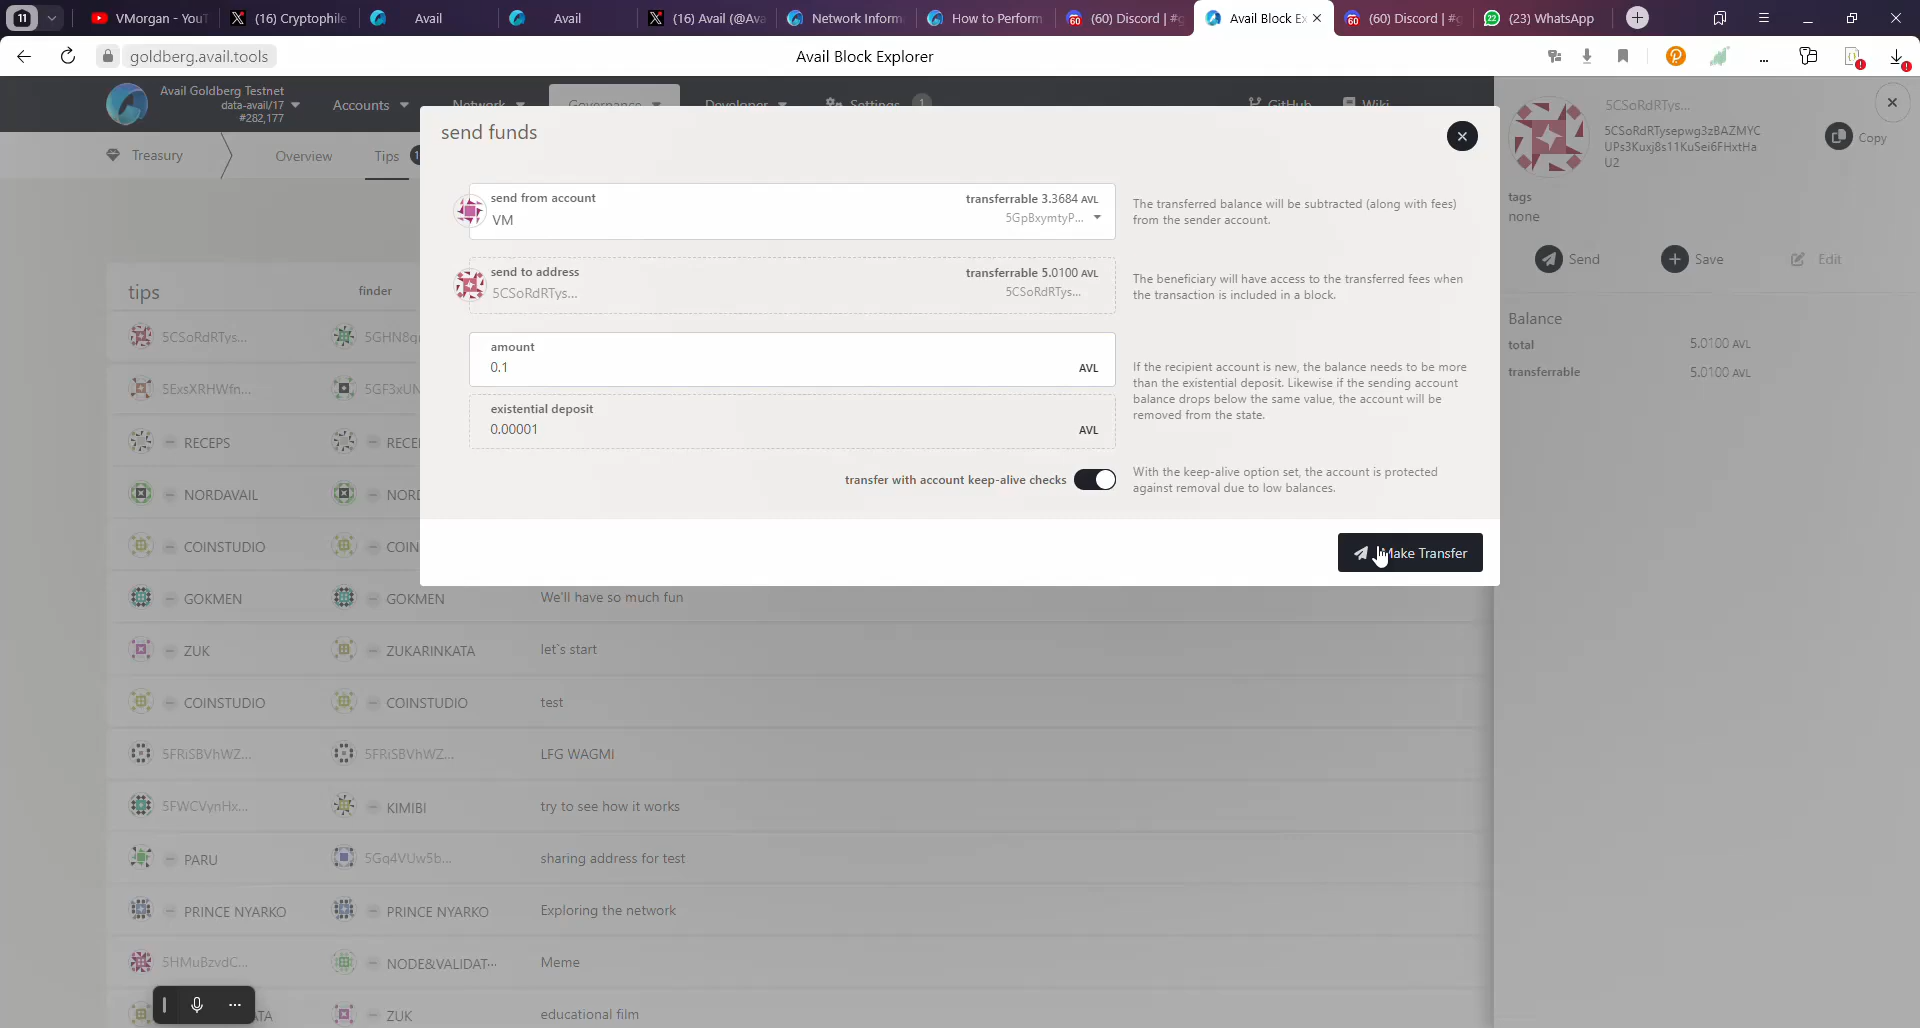 11
VMorgan - YouT
(16) Cryptophile
Avail
Avail
(16) Avail (@Ava
Network Inform
How to Perform
(60) Discord | #g
Avail Block Ex
(60) Discord | #g
(23) WhatsApp
goldberg.avail.tools
Avail Block Explorer
Avail Goldberg Testnet
data-avail/17
#282,177
Accounts
Network
Governance
Developer
Settings
1
GitHub
Wiki
Treasury
Overview
Tips
send funds
send from account
VM
transferrable 3.3684 AVL
5GpBxymtyP...
The transferred balance will be subtracted (along with fees)
from the sender account.
send to address
5CSoRdRTys...
transferrable 5.0100 AVL
5CSoRdRTys...
The beneficiary will have access to the transferred fees when
the transaction is included in a block.
amount
0.1
AVL
If the recipient account is new, the balance needs to be more
than the existential deposit. Likewise if the sending account
balance drops below the same value, the account will be
removed from the state.
existential deposit
0.00001
AVL
transfer with account keep-alive checks
With the keep-alive option set, the account is protected
against removal due to low balances.
Make Transfer
5CSoRdRTys...
5CSoRdRTysepwg3zBAZMYC
UPs3Kuxj8s11KuSei6FHxtHa
U2
Copy
tags
none
Send
Save
Edit
Balance
total
5.0100 AVL
transferrable
5.0100 AVL
tips
finder
5CSoRdRTys...
5GHN8q
5ExsXRHWfn...
5GF3xUN
RECEPS
RECE
NORDAVAIL
NORD
COINSTUDIO
COIN
GOKMEN
GOKMEN
We'll have so much fun
ZUK
ZUKARINKATA
let's start
COINSTUDIO
COINSTUDIO
test
5FRiSBVhWZ...
5FRiSBVhWZ...
LFG WAGMI
5FWCVynHx...
KIMIBI
try to see how it works
PARU
5Gq4VUw5b...
sharing address for test
PRINCE NYARKO
PRINCE NYARKO
Exploring the network
5HMuBzvdC...
NODE&VALIDAT...
Meme
ATA
ZUK
educational film